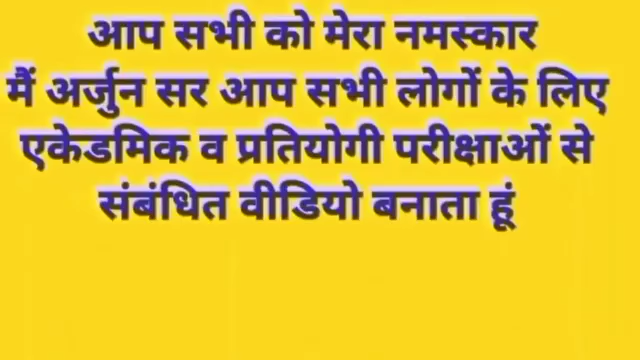 आप सभी को मेरा नमस्कार
मैं अर्जुन सर आप सभी लोगों के लिए
एकेडमिक व प्रतियोगी परीक्षाओं से
संबंधित वीडियो बनाता हूं